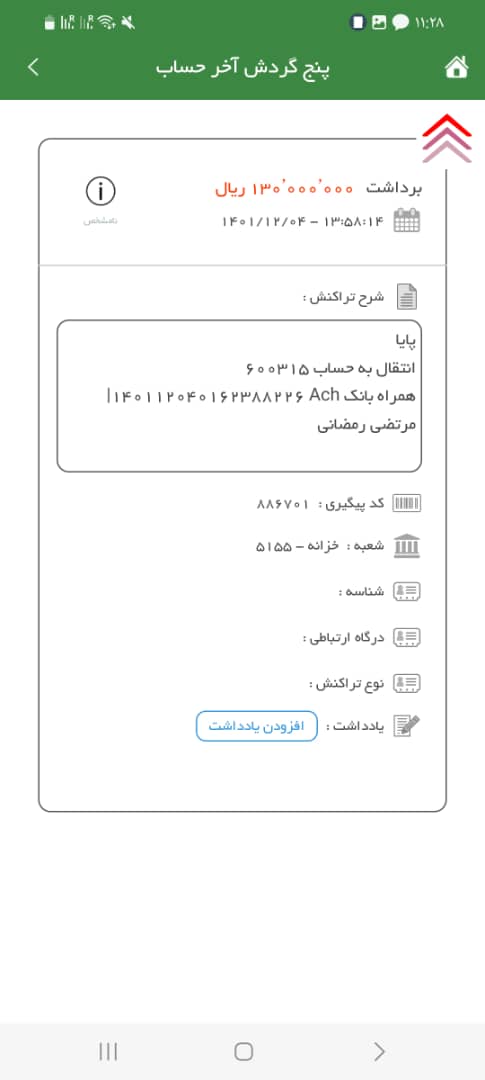 ۱۱:۲۸
پنج گردش آخر حساب
برداشت ۱۳۰٬۰۰۰٬۰۰۰ ریال
۱۴۰۱/۱۲/۰۴ - ۱۳:۵۸:۱۴
نامشخص
شرح تراکنش :
پایا
انتقال به حساب ۶۰۰۳۱۵
همراه بانک Ach ۱۴۰۱۱۲۰۴۰۱۶۲۳۸۸۲۲۶|
مرتضی رمضانی
کد پیگیری : ۸۸۶۷۰۱
شعبه : خزانه - ۵۱۵۵
شناسه :
درگاه ارتباطی :
نوع تراکنش :
یادداشت : افزودن یادداشت